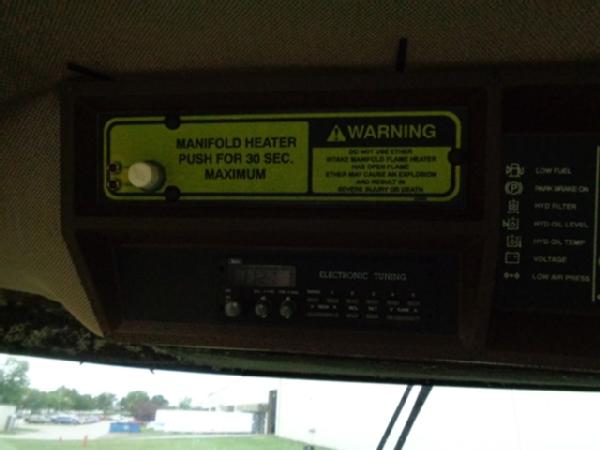 MANIFOLD HEATER
PUSH FOR 30 SEC.
MAXIMUM
WARNING
DO NOT USE ETHER
INTAKE MANIFOLD FLAME HEATER
HAS OPEN FLAME
ETHER MAY CAUSE AN EXPLOSION
AND RESULT IN
SEVERE INJURY OR DEATH
LOW FUEL
PARK BRAKE ON
HYD FILTER
HYD-OIL LEVEL
HYD-OIL TEMP
VOLTAGE
LOW AIR PRESS
ELECTRONIC TUNING